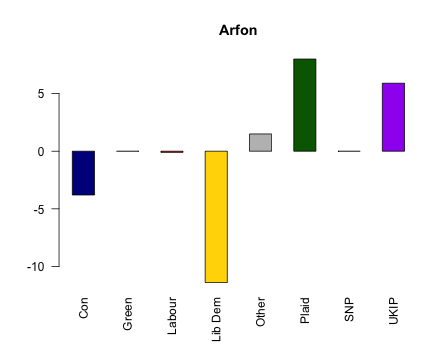 Arfon
5
0
-5
-10
Con
Green
Labour
Lib Dem
Other
Plaid
SNP
UKIP